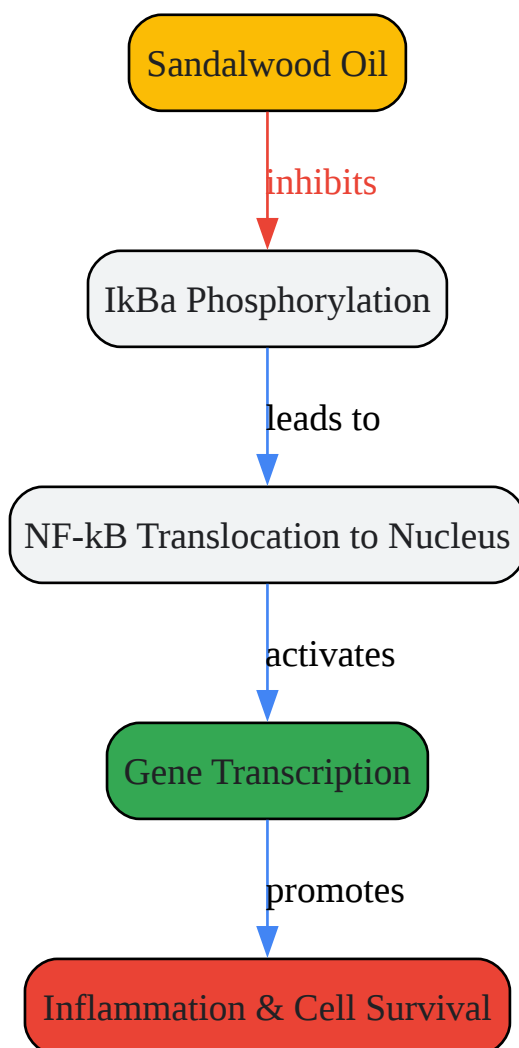 Sandalwood Oil
inhibits
IkBa Phosphorylation
leads to
NF-kB Translocation to Nucleus
activates
Gene Transcription
promotes
Inflammation & Cell Survival